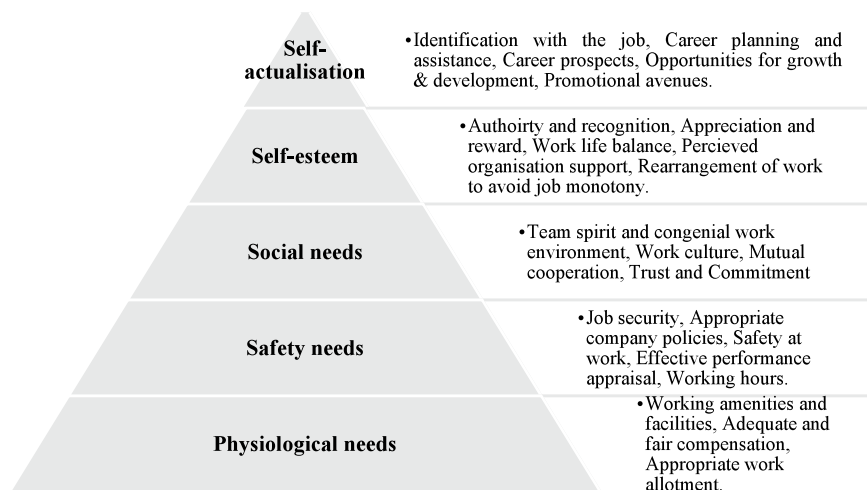 Self-
actualisation
•Identification with the job, Career planning and
assistance, Career prospects, Opportunities for growth
& development, Promotional avenues.
Self-esteem
•Authoirty and recognition, Appreciation and
reward, Work life balance, Percieved
organisation support, Rearrangement of work
to avoid job monotony.
Social needs
•Team spirit and congenial work
environment, Work culture, Mutual
cooperation, Trust and Commitment
Safety needs
•Job security, Appropriate
company policies, Safety at
work, Effective performance
appraisal, Working hours.
Physiological needs
•Working amenities and
facilities, Adequate and
fair compensation,
Appropriate work
allotment.